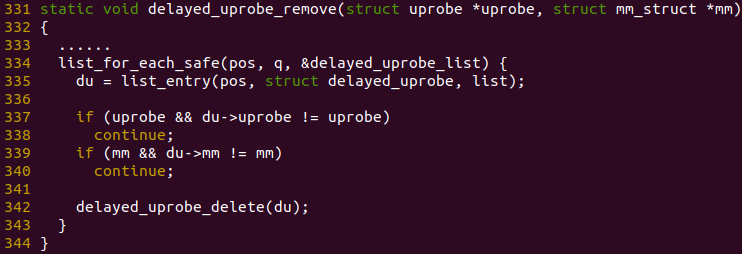 331 static void delayed_uprobe_remove(struct uprobe *uprobe, struct mm_struct *mm)
332 {
333   ......
334   list_for_each_safe(pos, q, &delayed_uprobe_list) {
335     du = list_entry(pos, struct delayed_uprobe, list);
336
337     if (uprobe && du->uprobe != uprobe)
338       continue;
339     if (mm && du->mm != mm)
340       continue;
341
342     delayed_uprobe_delete(du);
343   }
344 }